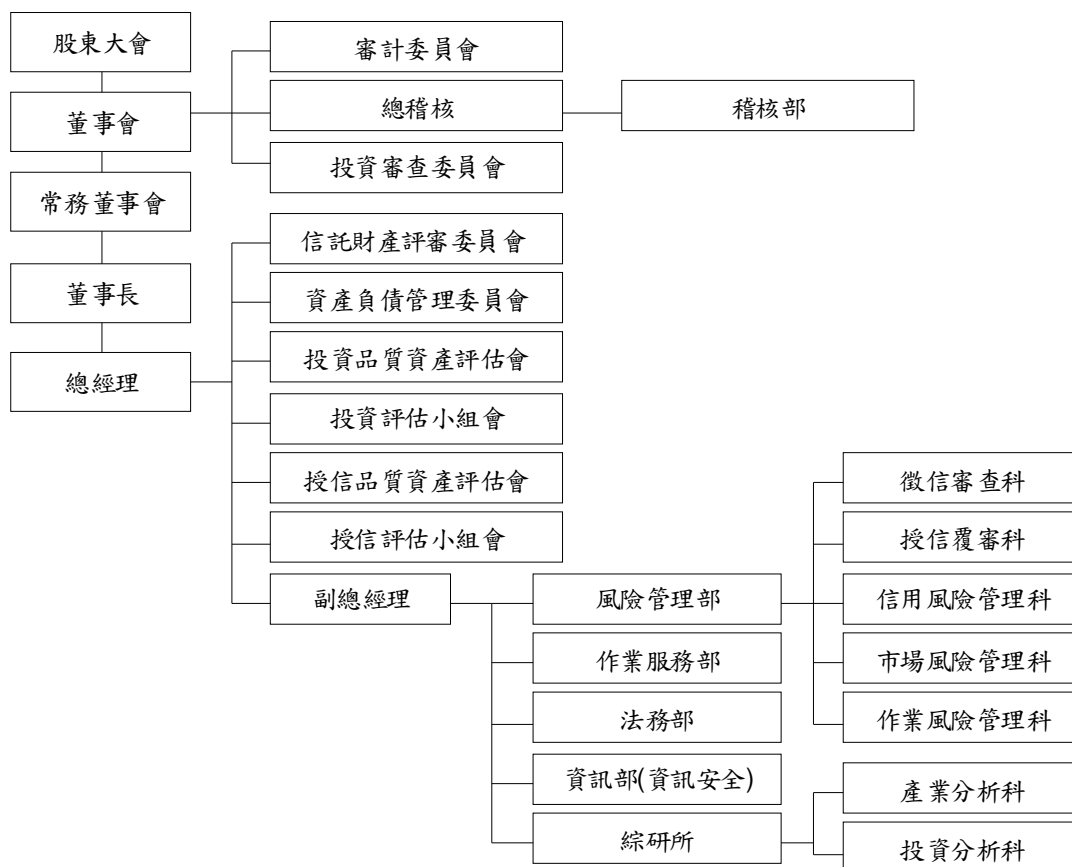 股東大會
審計委員會
總稽核
稽核部
董事會
投資審查委員會
常務董事會
信託財產評審委員會
董事長
資產負債管理委員會
投資品質資產評估會
總經理
投資評估小組會
授信品質資產評估會
徵信審查科
授信評估小組會
授信覆審科
副總經理
風險管理部
信用風險管理科
作業服務部
市場風險管理科
法務部
作業風險管理科
資訊部(資訊安全)
產業分析科
綜研所
投資分析科